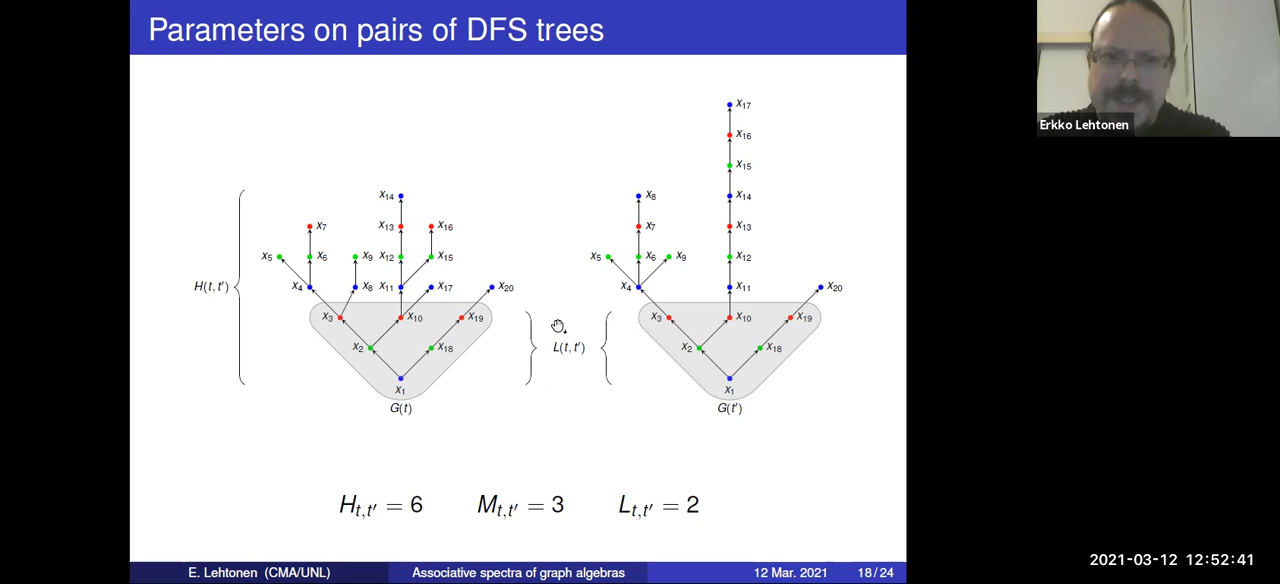 Parameters on pairs of DFS trees
Erkko Lehtonen
x17
x16
x15
x14 x8 x14
x7 x13 x16 x7 x13
x5 x6 x9 x12 x15 x5 x6 x9 x12
H(t, t′) x4 x8 x11 x17 x20 x4 x11 x20
x3 x10 x19 x3 x10 x19
x2 x18 L(t, t′) x2 x18
x1 x1
G(t) G(t′)
Ht,t′ = 6 Mt,t′ = 3 Lt,t′ = 2
2021-03-12 12:52:41
E. Lehtonen (CMA/UNL) Associative spectra of graph algebras 12 Mar. 2021 18 / 24